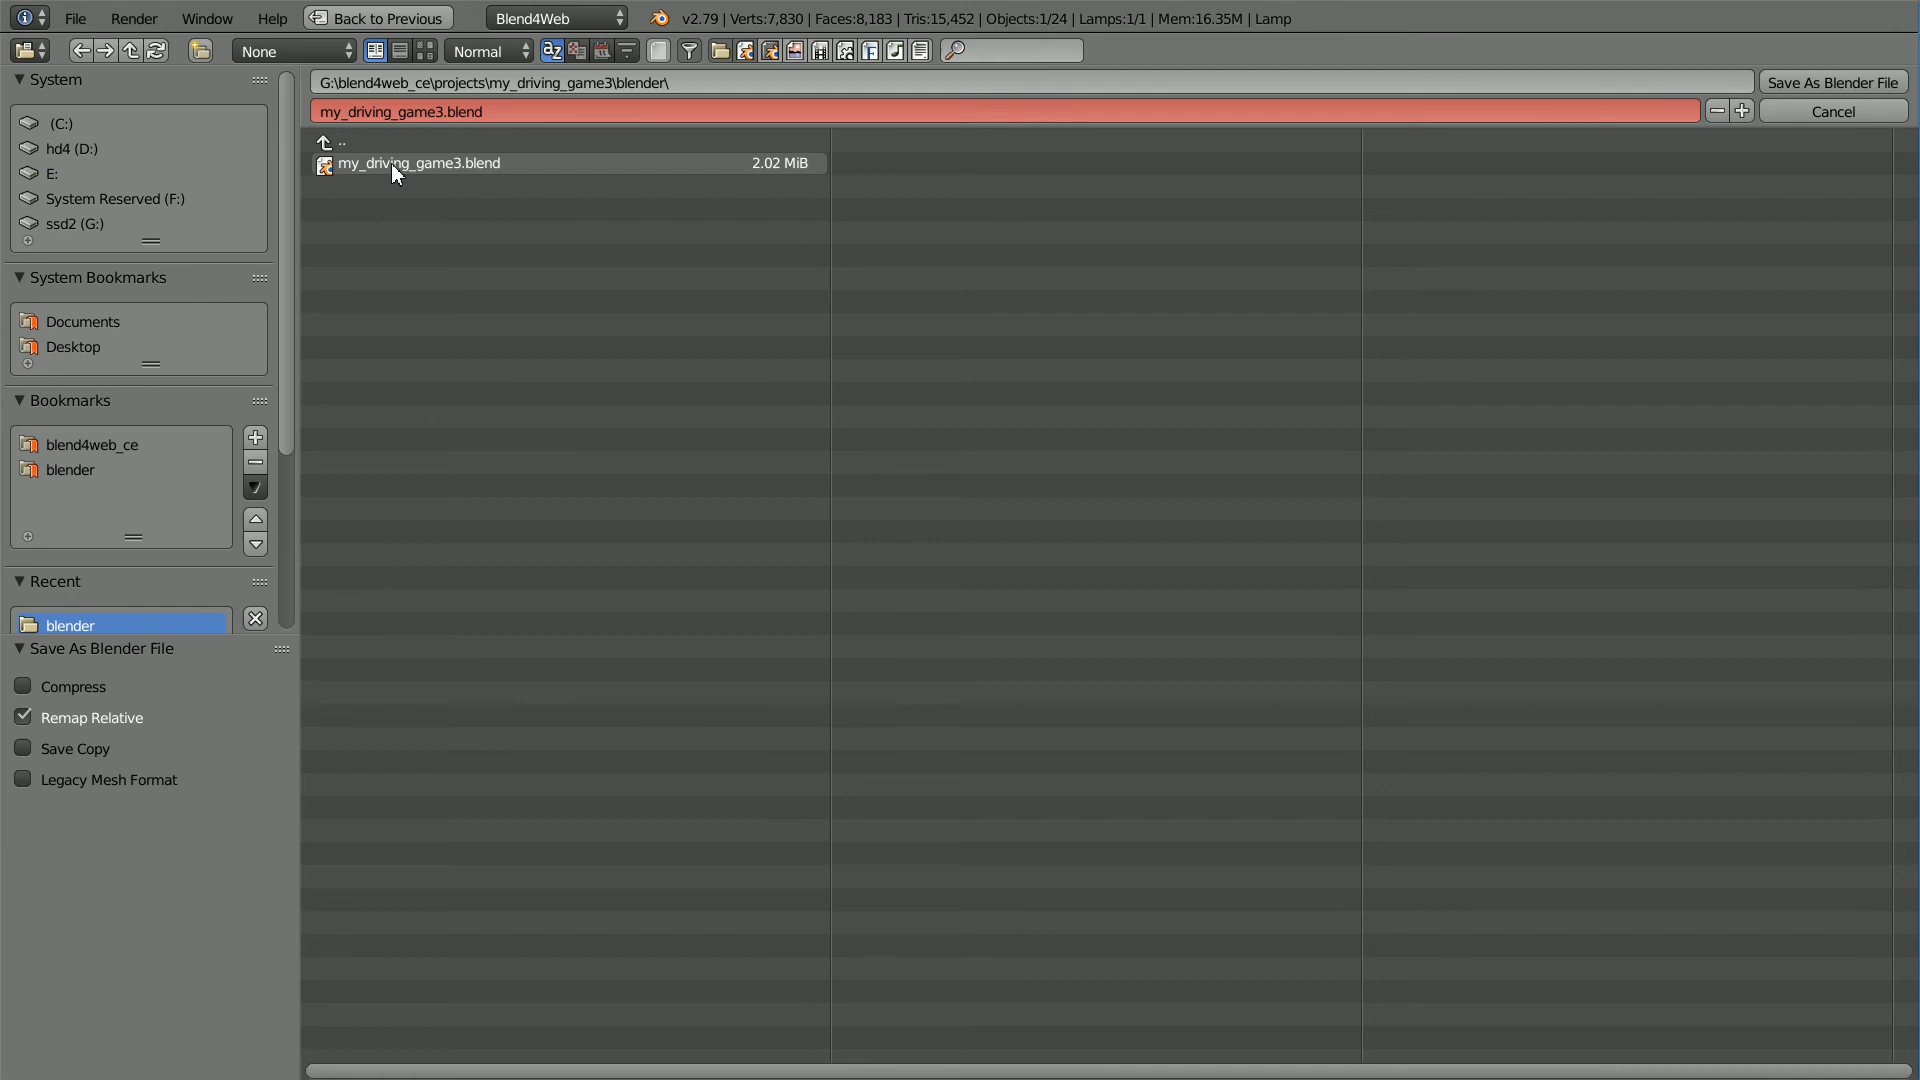 File Render Window Help Back to Previous Blend4Web v2.79 | Verts:7,830 | Faces:8,183 | Tris:15,452 | Objects:1/24 | Lamps:1/1 | Mem:16.35M | Lamp
None Normal
System
(C:)
hd4 (D:)
E:
System Reserved (F:)
ssd2 (G:)
System Bookmarks
Documents
Desktop
Bookmarks
blend4web_ce
blender
Recent
blender
Save As Blender File
Compress
Remap Relative
Save Copy
Legacy Mesh Format
G:\blend4web_ce\projects\my_driving_game3\blender\ Save As Blender File
my_driving_game3.blend Cancel
..
my_driving_game3.blend 2.02 MiB